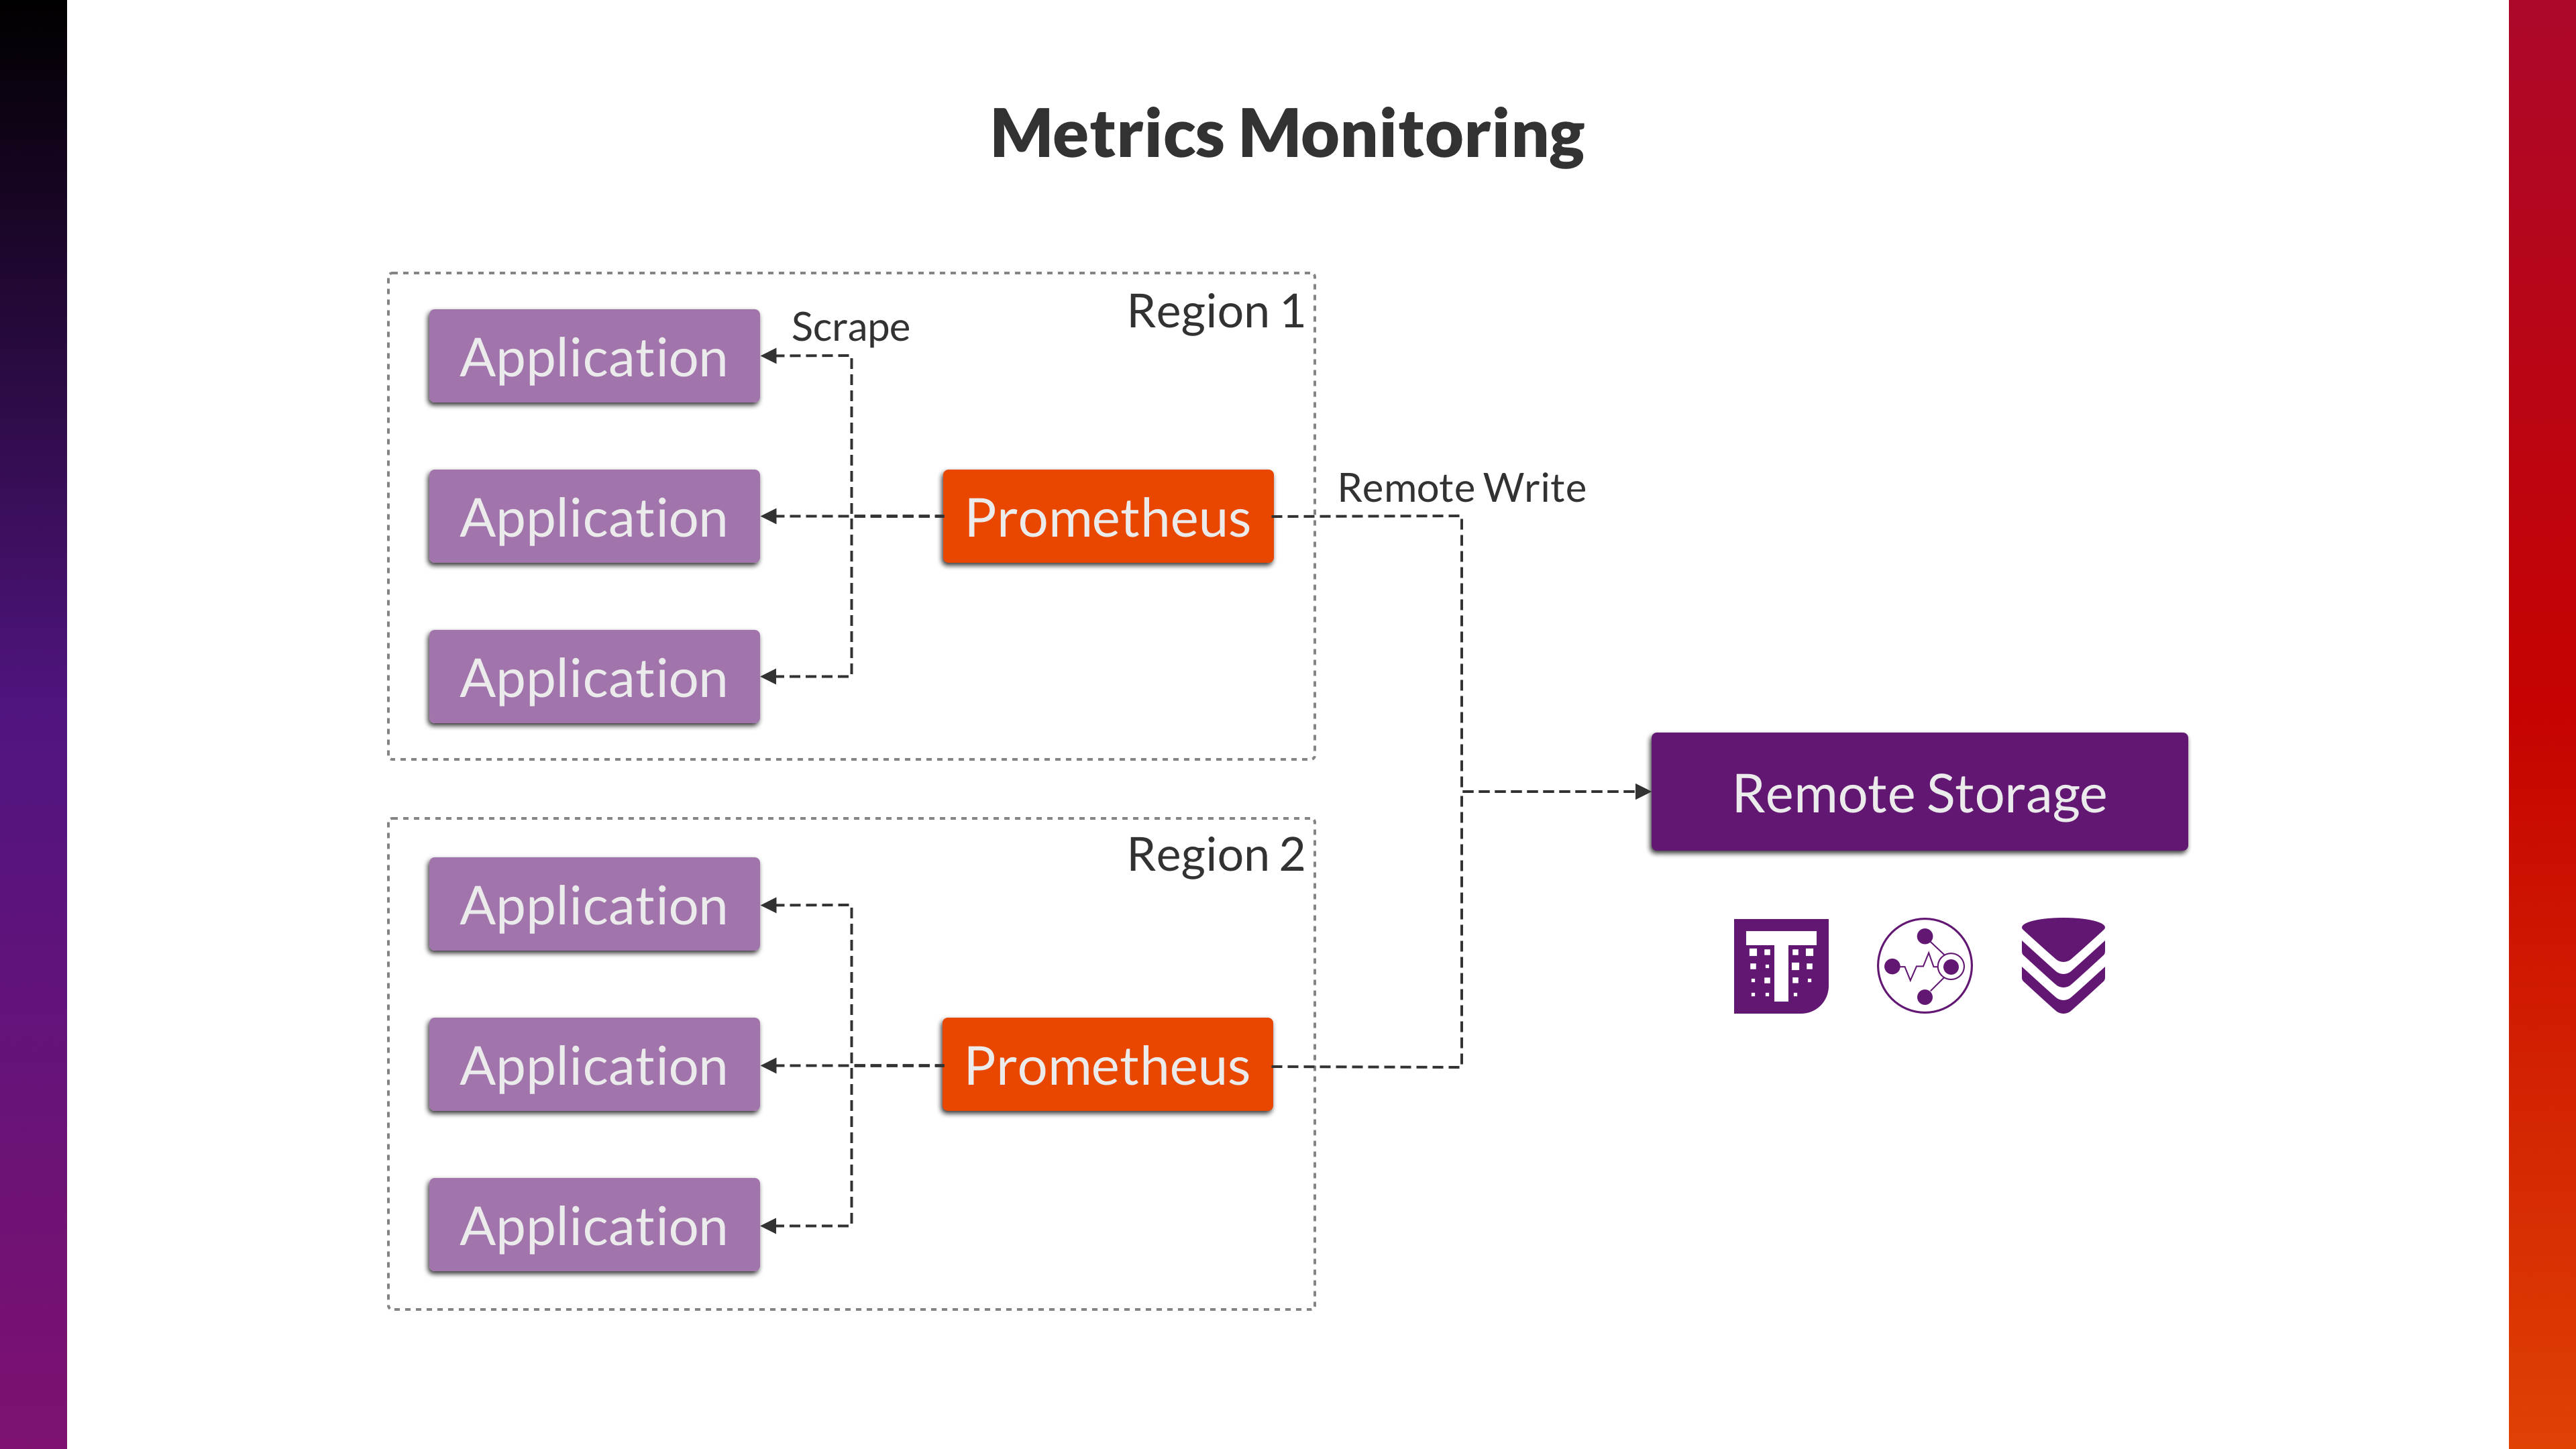 Metrics Monitoring
Region 1
Scrape
Application
Application
Prometheus
Remote Write
Application
Remote Storage
Region 2
Application
Application
Prometheus
Application
T